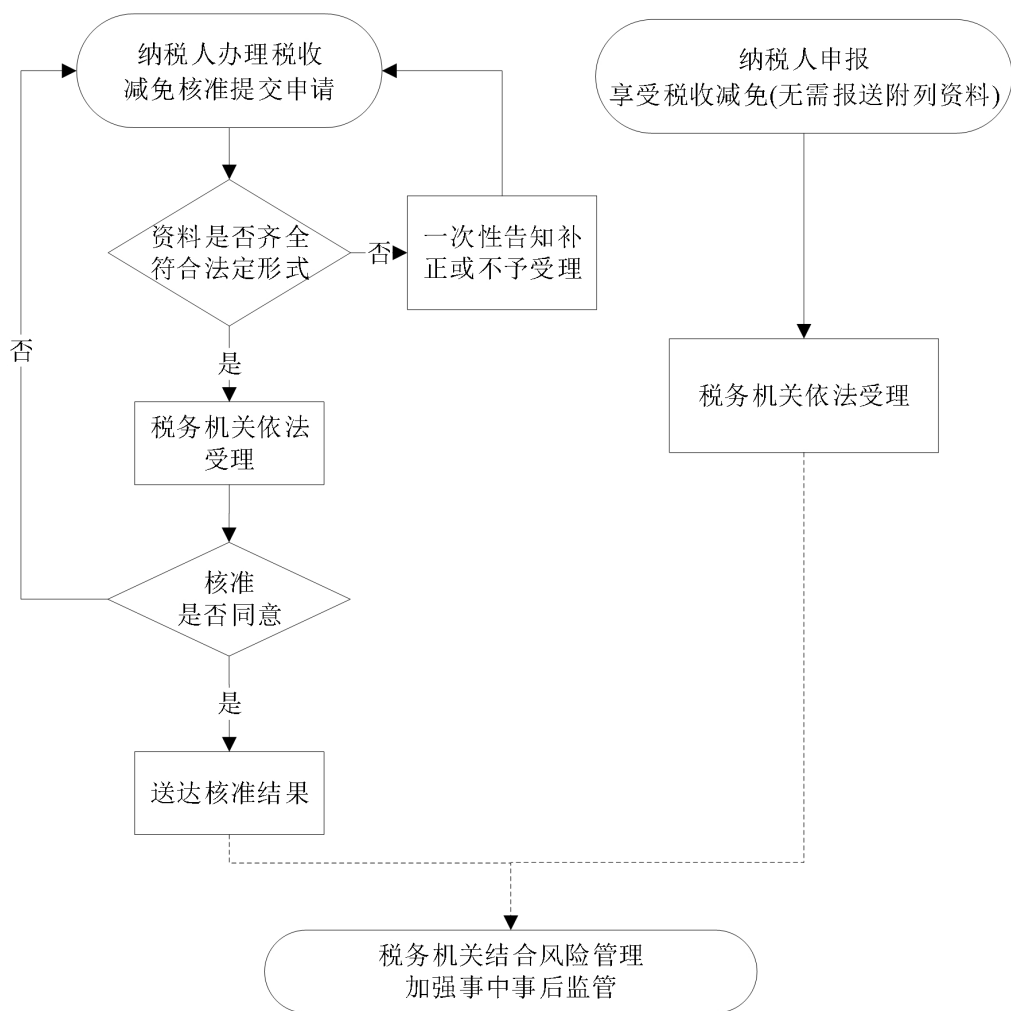 纳税人办理税收
减免核准提交申请
资料是否齐全
符合法定形式
否
一次性告知补
正或不予受理
是
税务机关依法
受理
核准
是否同意
否
是
送达核准结果
纳税人申报
享受税收减免(无需报送附列资料)
税务机关依法受理
税务机关结合风险管理
加强事中事后监管